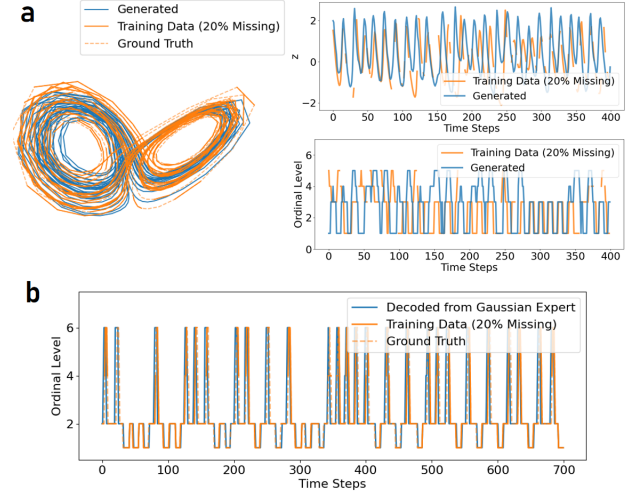 a
Generated
Training Data (20% Missing)
Ground Truth
2
0
−2
z
Training Data (20% Missing)
Generated
0 50 100 150 200 250 300 350 400
Time Steps
6
4
2
Ordinal Level
Training Data (20% Missing)
Generated
0 50 100 150 200 250 300 350 400
Time Steps
b
6
4
2
Ordinal Level
Decoded from Gaussian Expert
Training Data (20% Missing)
Ground Truth
0 100 200 300 400 500 600 700
Time Steps